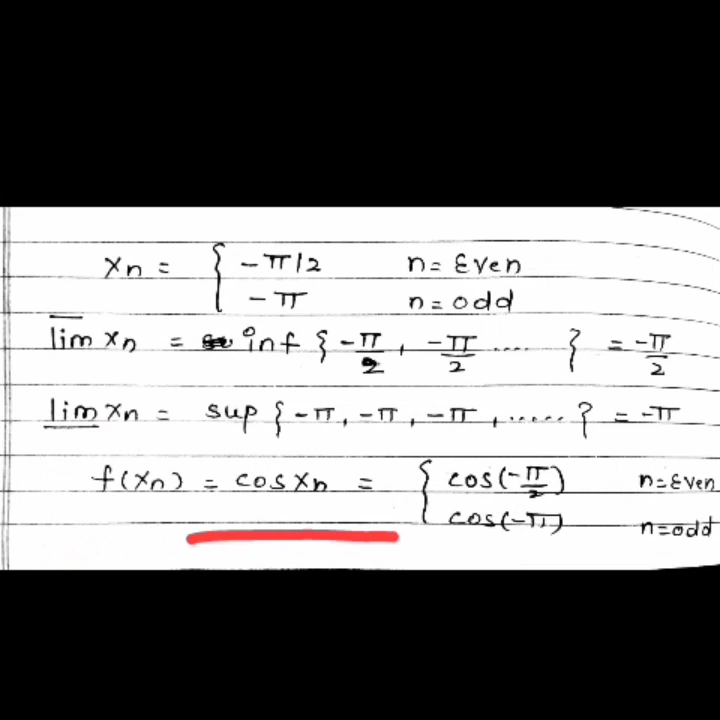 xn = { -π/2 n= Even
-π n= odd
lim̅ xn = inf { -π/2 , -π/2 ..... } = -π/2
l̲i̲m̲ xn = sup { -π, -π, -π, ...... } = -π
f(xn) = cos xn = { cos(-π/2) n=Even
cos(-π) n=odd